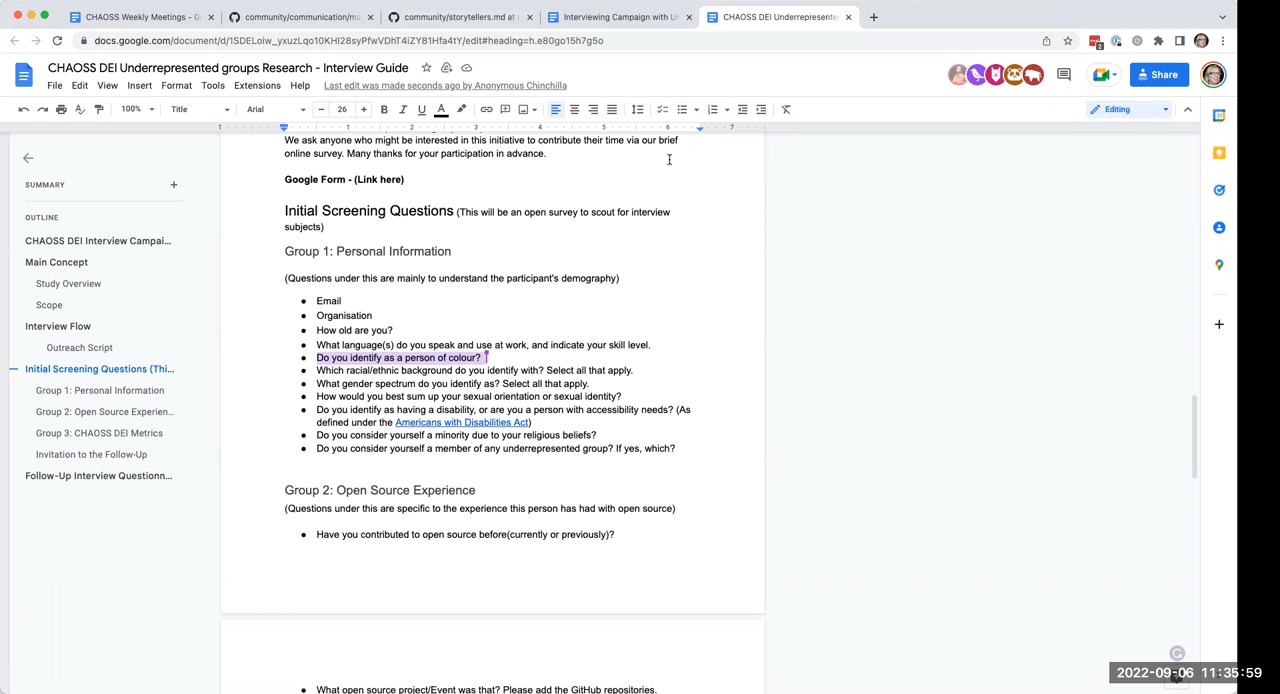 CHAOSS Weekly Meetings - G
community/communication/ma
community/storytellers.md at
Interviewing Campaign with U
CHAOSS DEI Underrepresente
docs.google.com/document/d/1SDELoiw_yxuzLqo10KHI28syPfwVDhT4iZY81Hfa4tY/edit#heading=h.e80go15h7g5o
2
CHAOSS DEI Underrepresented groups Research - Interview Guide
File Edit View Insert Format Tools Extensions Help Last edit was made seconds ago by Anonymous Chinchilla
Share
100% Title Arial 26 B I U A Editing
1 1 2 3 4 5 6 7
SUMMARY
OUTLINE
CHAOSS DEI Interview Campai...
Main Concept
Study Overview
Scope
Interview Flow
Outreach Script
Initial Screening Questions (Thi...
Group 1: Personal Information
Group 2: Open Source Experien...
Group 3: CHAOSS DEI Metrics
Invitation to the Follow-Up
Follow-Up Interview Questionn...
We ask anyone who might be interested in this initiative to contribute their time via our brief
online survey. Many thanks for your participation in advance.
Google Form - (Link here)
Initial Screening Questions (This will be an open survey to scout for interview
subjects)
Group 1: Personal Information
(Questions under this are mainly to understand the participant's demography)
● Email
● Organisation
● How old are you?
● What language(s) do you speak and use at work, and indicate your skill level.
● Do you identify as a person of colour?
● Which racial/ethnic background do you identify with? Select all that apply.
● What gender spectrum do you identify as? Select all that apply.
● How would you best sum up your sexual orientation or sexual identity?
● Do you identify as having a disability, or are you a person with accessibility needs? (As
defined under the Americans with Disabilities Act)
● Do you consider yourself a minority due to your religious beliefs?
● Do you consider yourself a member of any underrepresented group? If yes, which?
Group 2: Open Source Experience
(Questions under this are specific to the experience this person has had with open source)
● Have you contributed to open source before(currently or previously)?
● What open source project/Event was that? Please add the GitHub repositories.
2022-09-06 11:35:59